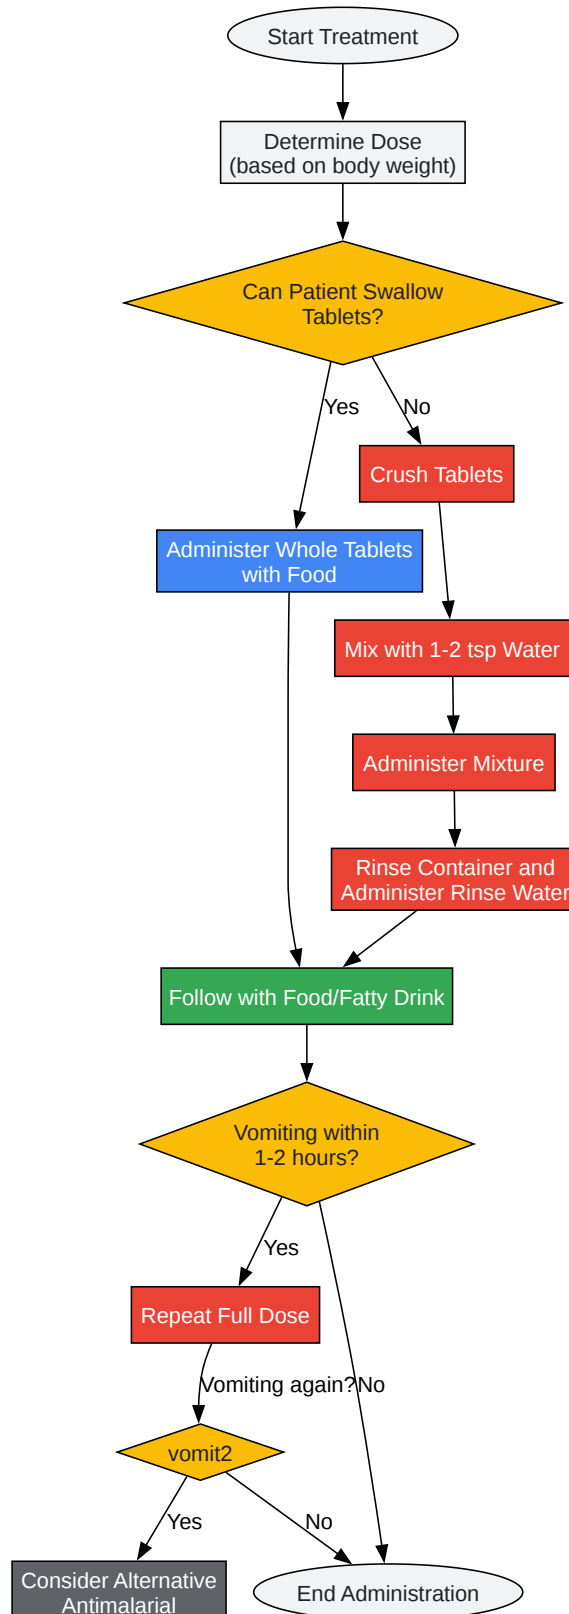 Start Treatment
Determine Dose
(based on body weight)
Can Patient Swallow
Tablets?
Yes
No
Crush Tablets
Administer Whole Tablets
with Food
Mix with 1-2 tsp Water
Administer Mixture
Rinse Container and
Administer Rinse Water
Follow with Food/Fatty Drink
Vomiting within
1-2 hours?
Yes
Repeat Full Dose
Vomiting again?
No
vomit2
Yes
No
Consider Alternative
Antimalarial
End Administration